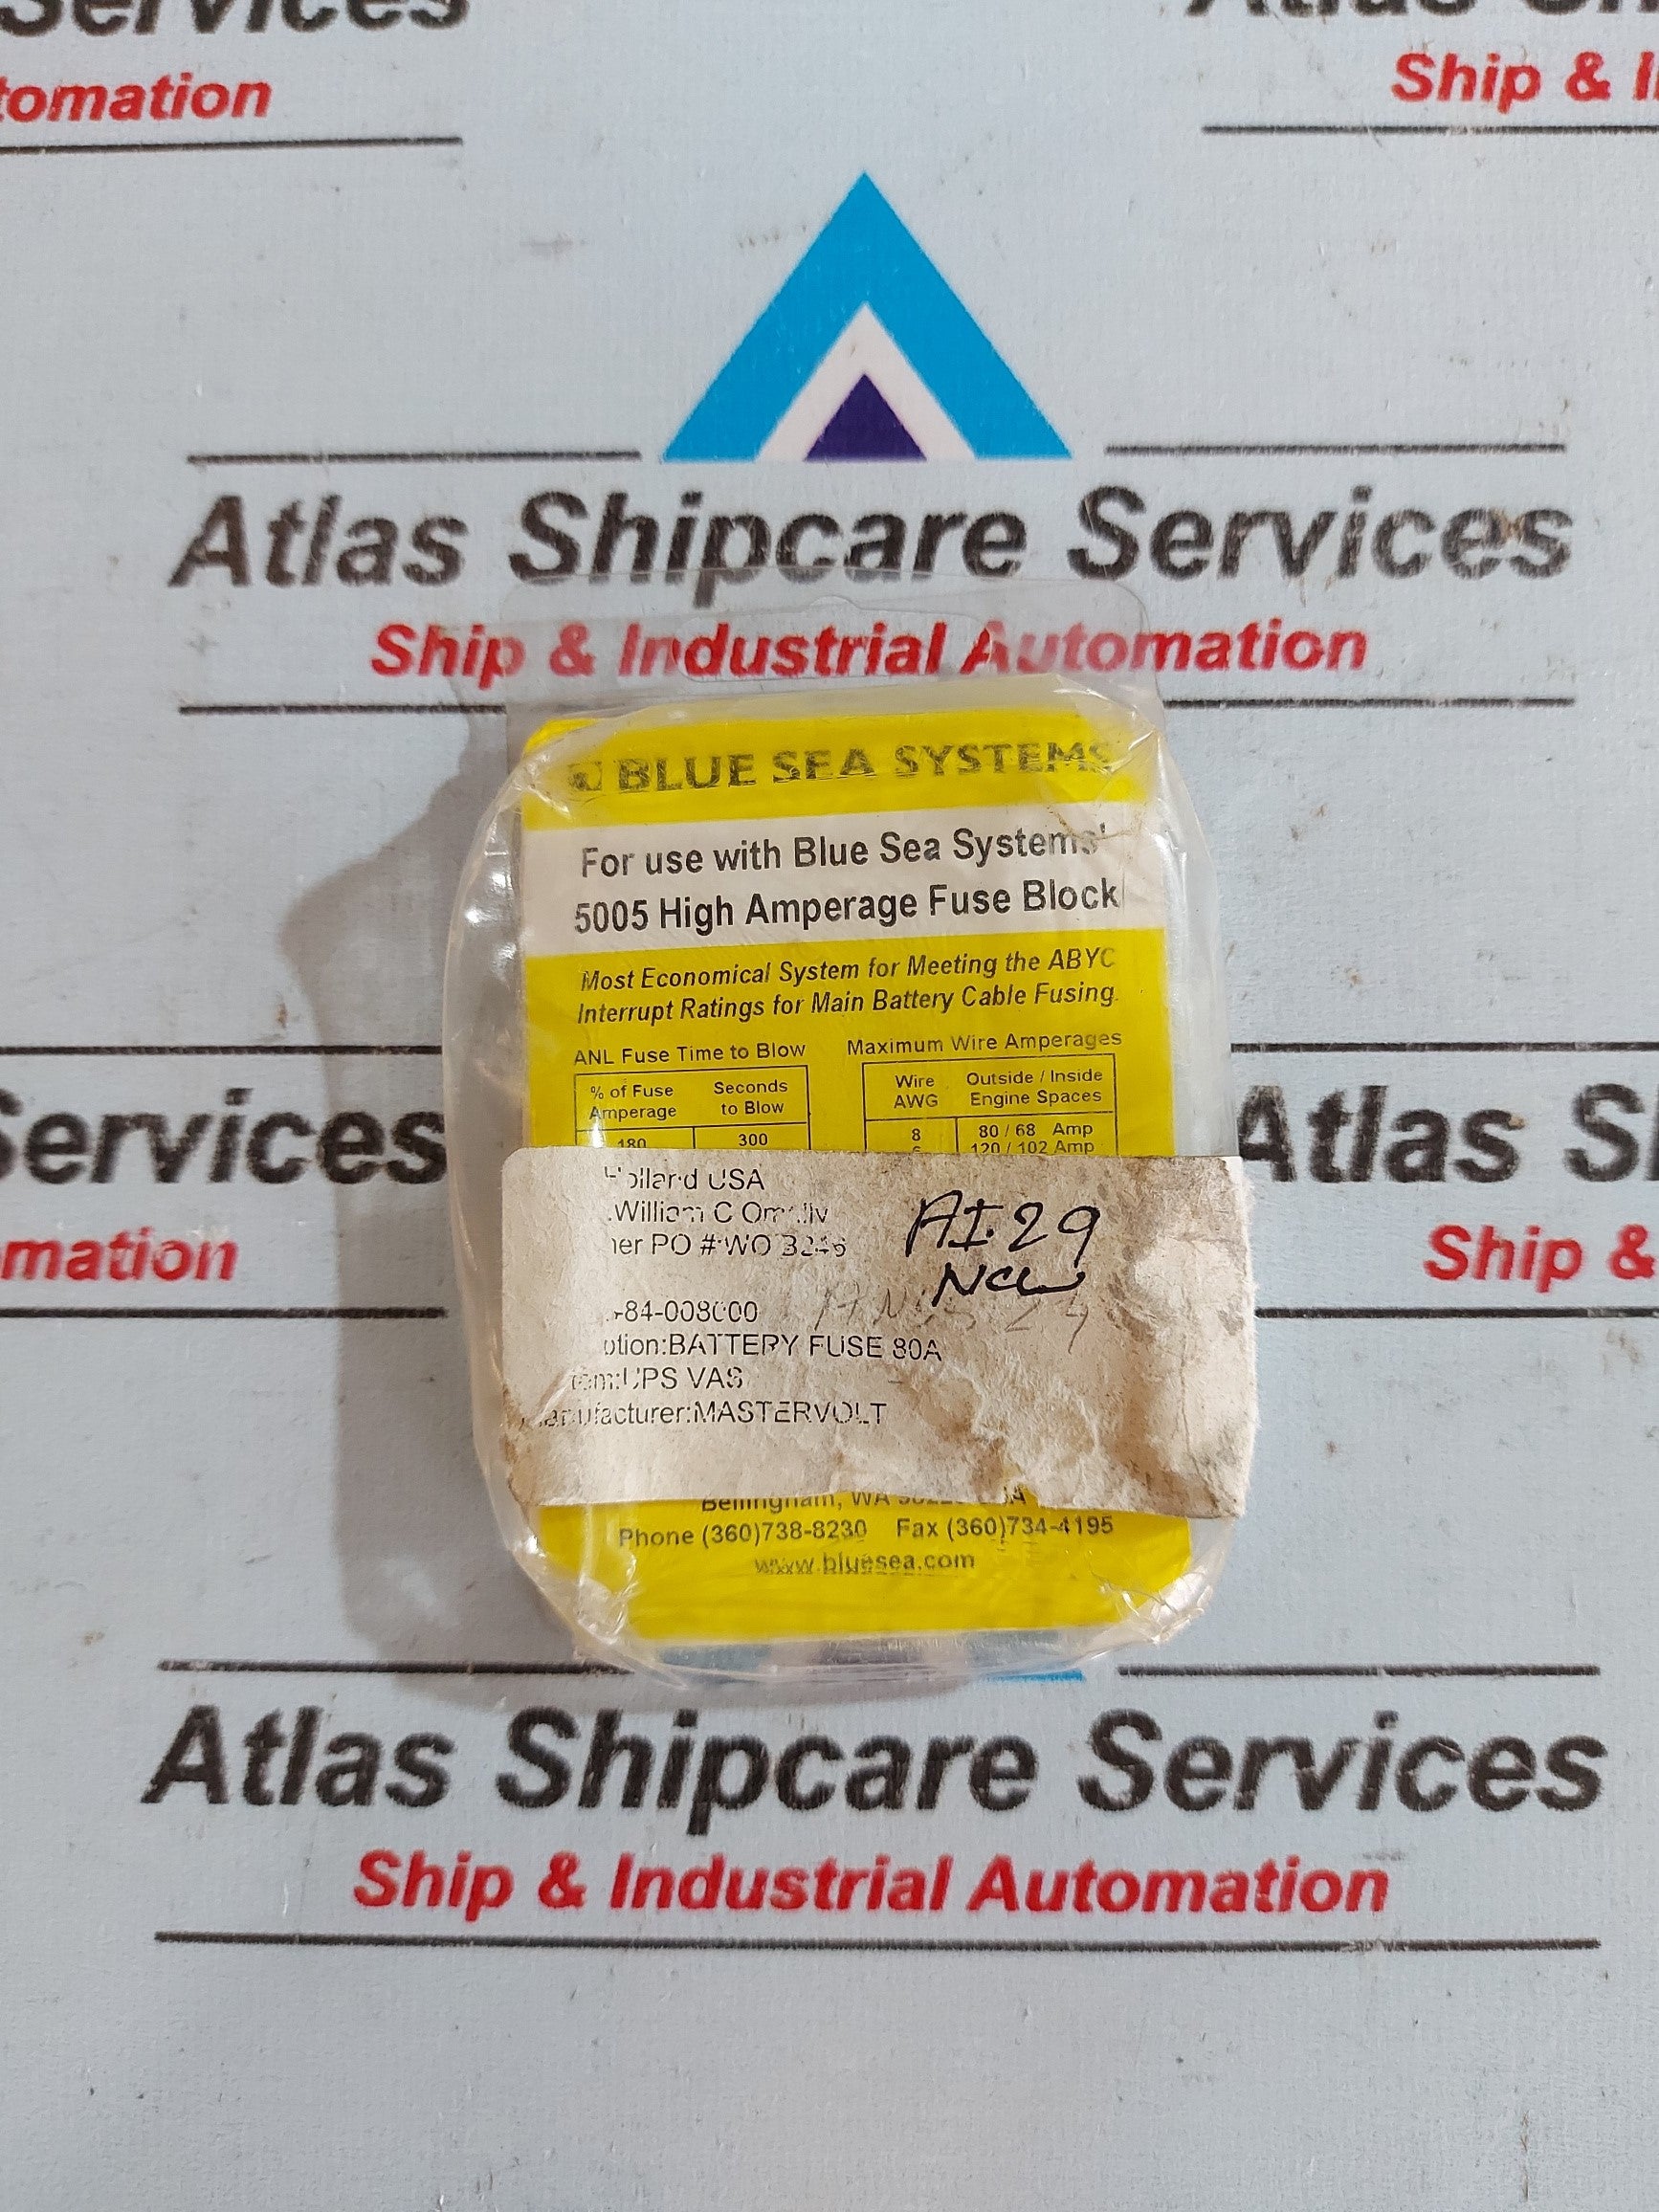 Services
tomation
Ship & I
Atlas Shipcare Services
Ship & Industrial Automation
BLUE SEA SYSTEMS
For use with Blue Sea Systems'
5005 High Amperage Fuse Block
Most Economical System for Meeting the ABYC
Interrupt Ratings for Main Battery Cable Fusing.
ANL Fuse Time to Blow
% of Fuse Amperage Seconds to Blow
180 300
Maximum Wire Amperages
Wire AWG Outside / Inside Engine Spaces
8 80 / 68 Amp
120 / 102 Amp
Services
mation
Atlas S
Ship &
Holland USA
William C
ner PO #:WO
-84-008000
otion:BATTERY FUSE 80A
tem:UPS VAS
Manufacturer:MASTERVOLT
AI.29
New
Bellingham, WA
Phone (360)738-8230 Fax (360)734-4195
www.bluesea.com
Atlas Shipcare Services
Ship & Industrial Automation